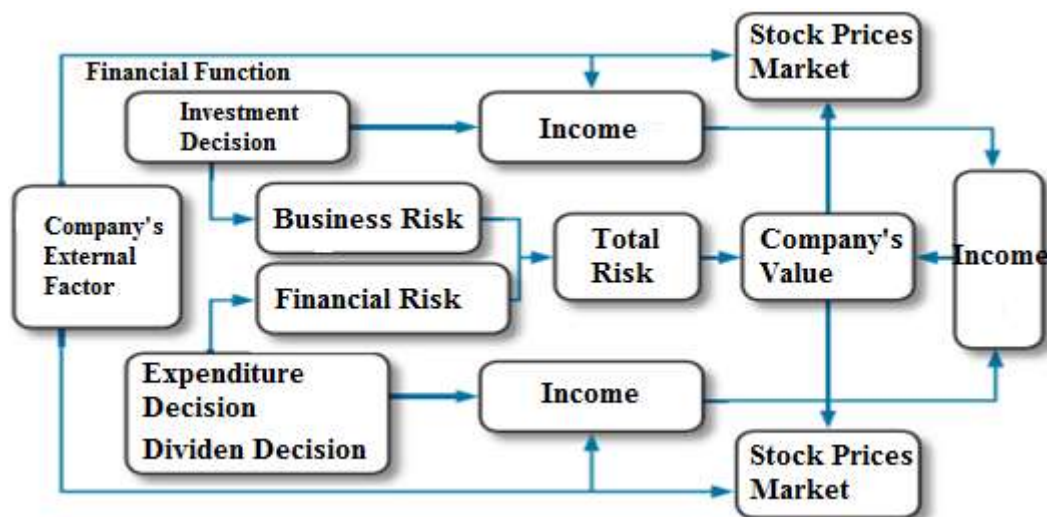 Stock Prices
Market
Financial Function
Investment
Decision
Income
Company's
External
Factor
Business Risk
Total
Risk
Company's
Value
Income
Financial Risk
Expenditure
Decision
Dividen Decision
Income
Stock Prices
Market